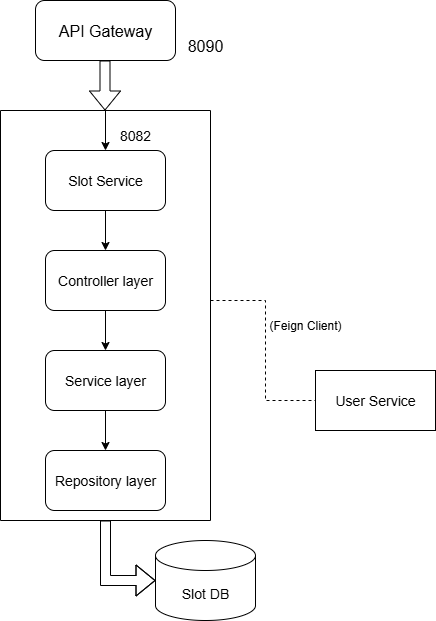 API Gateway
8090
8082
Slot Service
Controller layer
(Feign Client)
Service layer
User Service
Repository layer
Slot DB